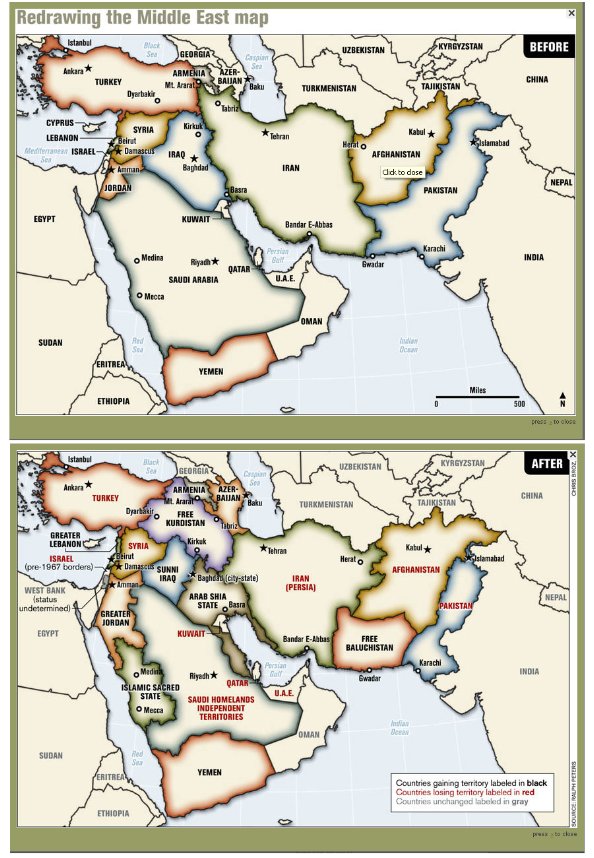 Redrawing the Middle East map
×
BEFORE
Istanbul
Black
Sea
GEORGIA
Caspian
Sea
UZBEKISTAN
KYRGYZSTAN
Ankara
TURKEY
ARMENIA
Mt. Ararat
AZER-
BAIJAN
Baku
TURKMENISTAN
TAJIKISTAN
CHINA
Dyarbakir
Tabriz
CYPRUS
SYRIA
Kirkuk
Tehran
Herat
Kabul
Islamabad
LEBANON
Beirut
Mediterranean
Sea
Damascus
ISRAEL
IRAQ
Baghdad
IRAN
AFGHANISTAN
Click to close
Amman
JORDAN
Basra
PAKISTAN
NEPAL
EGYPT
KUWAIT
Bandar E-Abbas
Persian
Gulf
Gwadar
Karachi
INDIA
Medina
Riyadh
SAUDI ARABIA
QATAR
U.A.E.
Mecca
OMAN
SUDAN
Red
Sea
Indian
Ocean
ERITREA
YEMEN
ETHIOPIA
Miles
0
500
N
press × to close
×
AFTER
CHRIS BROZ
Istanbul
Black
Sea
GEORGIA
Caspian
Sea
UZBEKISTAN
KYRGYZSTAN
Ankara
TURKEY
ARMENIA
Mt. Ararat
AZER-
BAIJAN
Baku
TURKMENISTAN
TAJIKISTAN
CHINA
Dyarbakir
FREE
KURDISTAN
Tabriz
GREATER
LEBANON
SYRIA
Kirkuk
Tehran
Herat
Kabul
Islamabad
ISRAEL
(pre-1967 borders)
Beirut
Damascus
SUNNI
IRAQ
Baghdad (city-state)
IRAN
(PERSIA)
AFGHANISTAN
WEST BANK
(status
undetermined)
Amman
ARAB SHIA
STATE
Basra
PAKISTAN
NEPAL
GREATER
JORDAN
EGYPT
KUWAIT
Bandar E-Abbas
FREE
BALUCHISTAN
Persian
Gulf
Gwadar
Karachi
INDIA
Medina
ISLAMIC SACRED
STATE
Mecca
Riyadh
QATAR
U.A.E.
SAUDI HOMELANDS
INDEPENDENT
TERRITORIES
OMAN
SUDAN
Red
Sea
Indian
Ocean
ERITREA
YEMEN
ETHIOPIA
Countries gaining territory labeled in black
Countries losing territory labeled in red
Countries unchanged labeled in gray
SOURCE: RALPH PETERS
press × to close